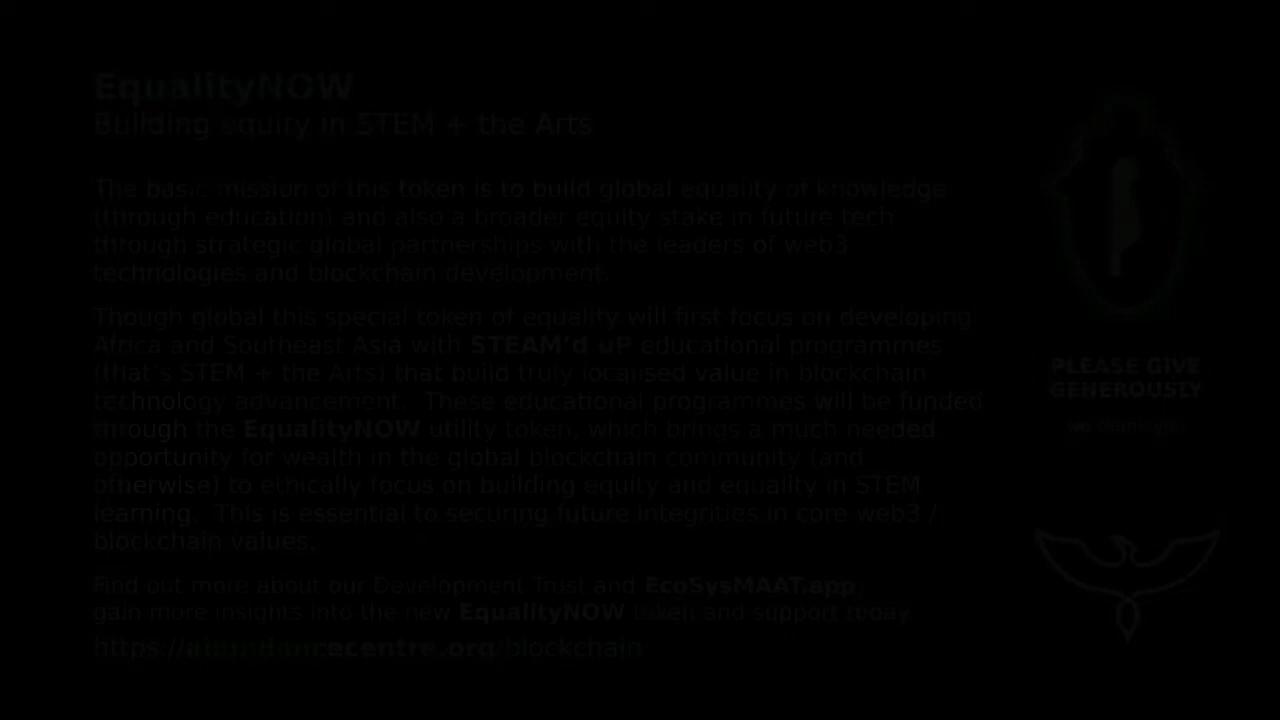 EqualityNOW
Building equity in STEM + the Arts
The basic mission of this token is to build global equality of knowledge
(through education) and also a broader equity stake in future tech
through strategic global partnerships with the leaders of web3
technologies and blockchain development.
Though global this special token of equality will first focus on developing
Africa and Southeast Asia with STEAM’d uP educational programmes
(that’s STEM + the Arts) that build truly localised value in blockchain
technology advancement. These educational programmes will be funded
through the EqualityNOW utility token, which brings a much needed
opportunity for wealth in the global blockchain community (and
otherwise) to ethically focus on building equity and equality in STEM
learning. This is essential to securing future integrities in core web3 /
blockchain values.
PLEASE GIVE
GENEROUSLY
we thank you
Find out more about our Development Trust and EcoSysMAAT.app
gain more insights into the new EqualityNOW token and support today
https://abundancecentre.org/blockchain